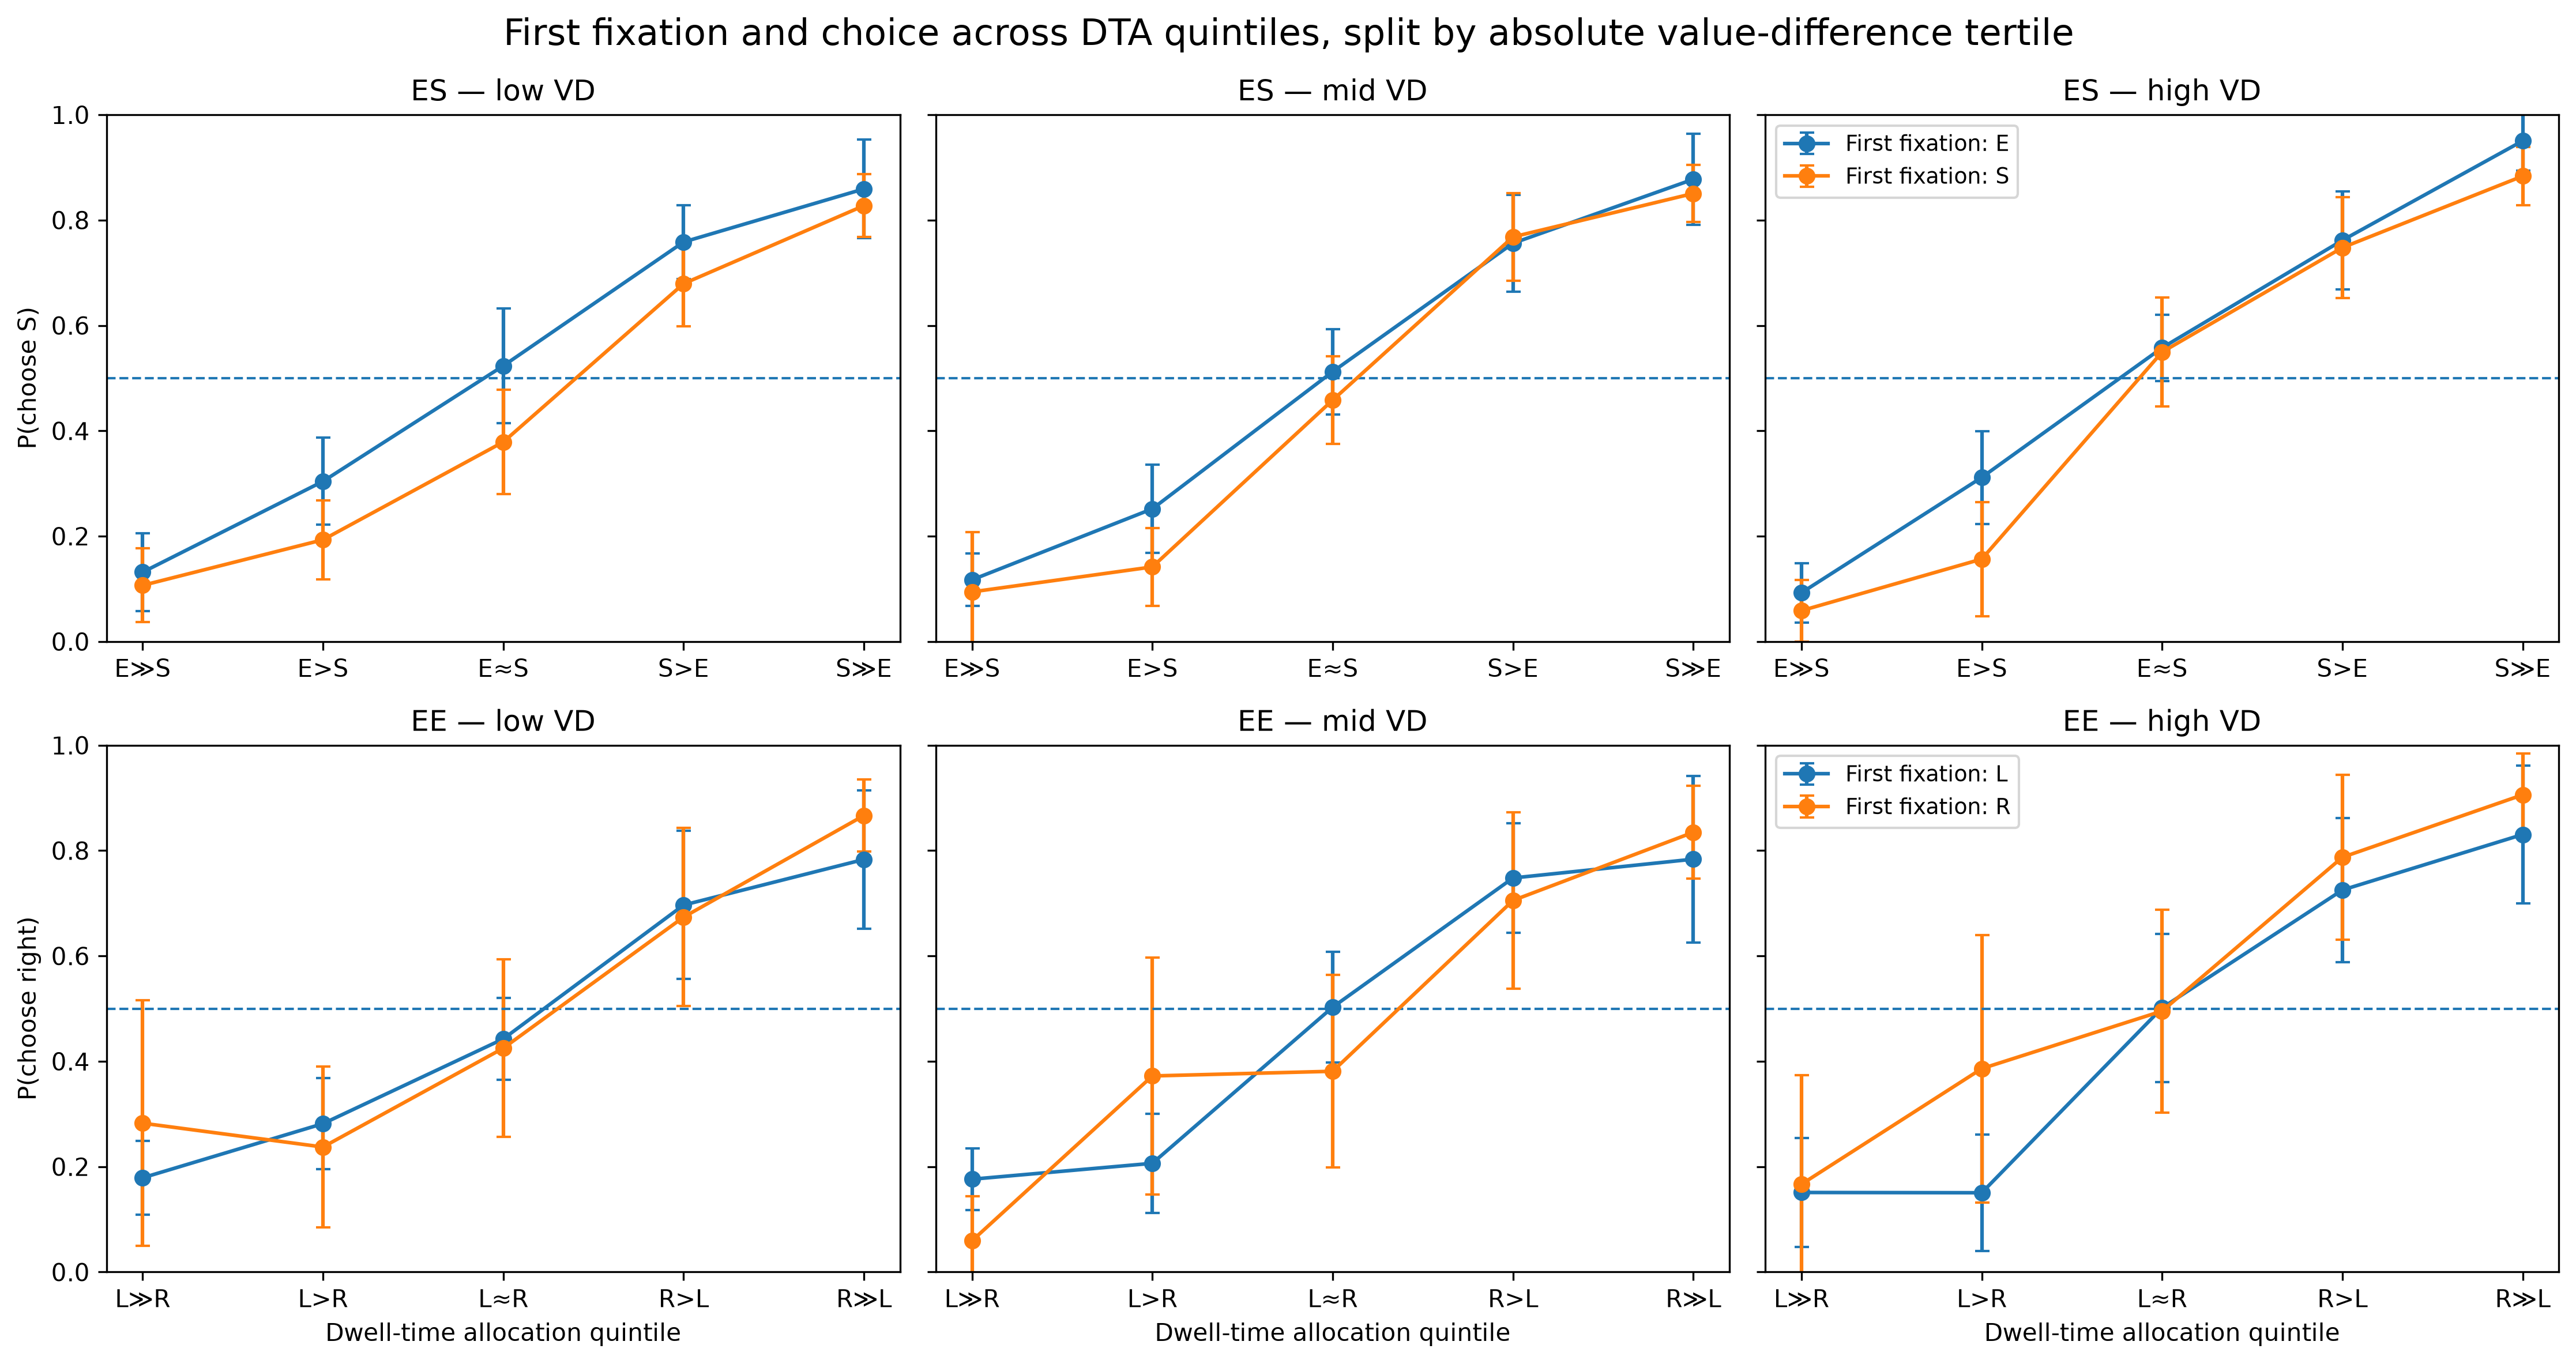 First fixation and choice across DTA quintiles, split by absolute value-difference tertile
ES — low VD
ES — mid VD
ES — high VD
P(choose S)
1.0
0.8
0.6
0.4
0.2
0.0
First fixation: E
First fixation: S
E≫S E>S E≈S S>E S≫E
E≫S E>S E≈S S>E S≫E
E≫S E>S E≈S S>E S≫E
EE — low VD
EE — mid VD
EE — high VD
P(choose right)
1.0
0.8
0.6
0.4
0.2
0.0
First fixation: L
First fixation: R
L≫R L>R L≈R R>L R≫L
L≫R L>R L≈R R>L R≫L
L≫R L>R L≈R R>L R≫L
Dwell-time allocation quintile
Dwell-time allocation quintile
Dwell-time allocation quintile